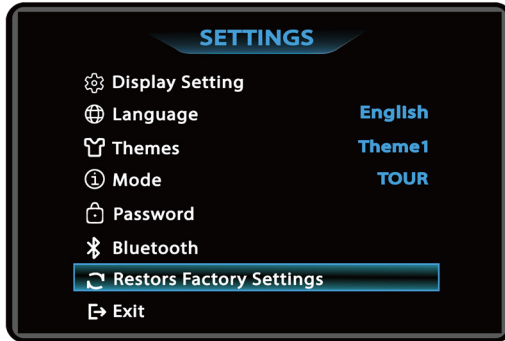 SETTINGS
Display Setting
Language English
Themes Theme1
Mode TOUR
Password
Bluetooth
Restors Factory Settings
Exit